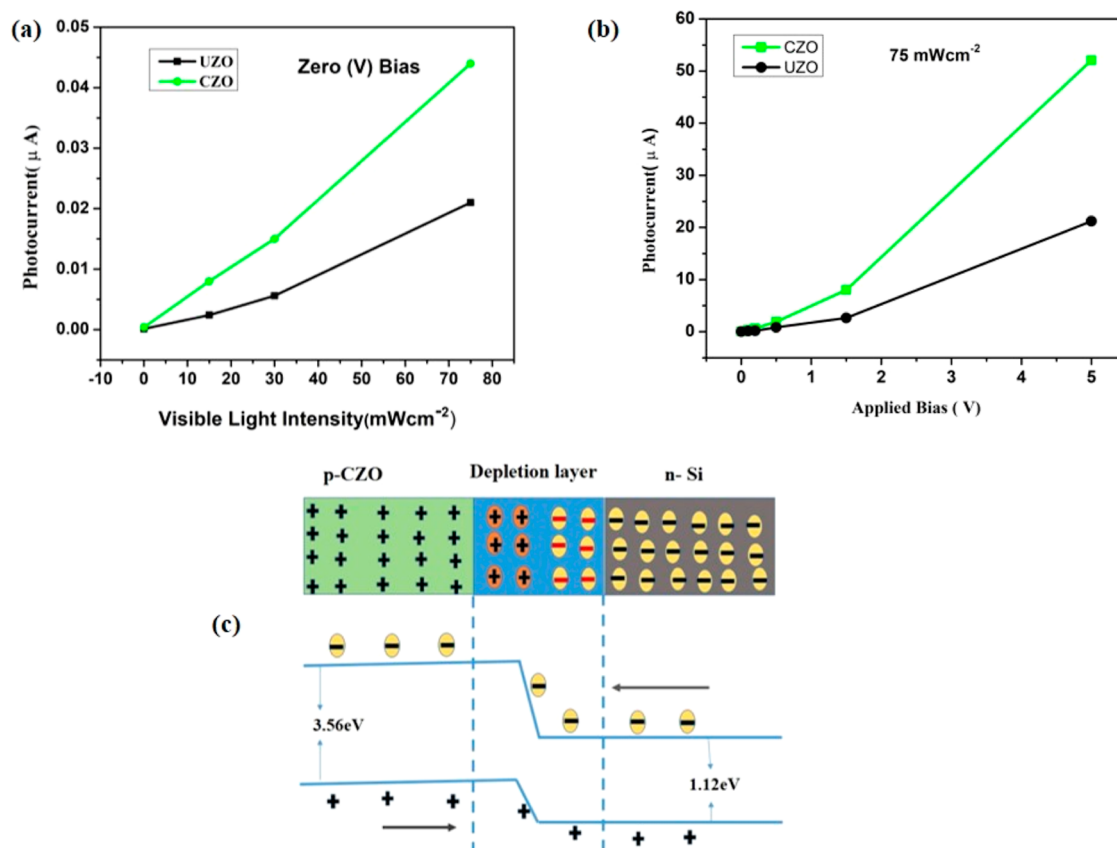 (a)
UZO
CZO
Zero (V) Bias
0.05
0.04
0.03
0.02
0.01
0.00
Photocurrent( μ A)
-10 0 10 20 30 40 50 60 70 80
Visible Light Intensity(mWcm⁻²)
(b)
CZO
UZO
75 mWcm⁻²
60
50
40
30
20
10
0
Photocurrent( μ A)
0 1 2 3 4 5
Applied Bias ( V)
p-CZO Depletion layer n- Si
(c)
3.56eV
1.12eV